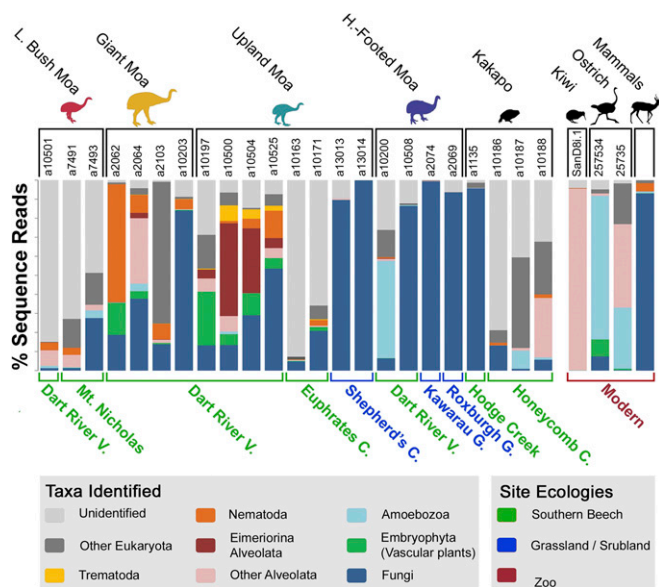 L. Bush Moa
Giant Moa
Upland Moa
H.-Footed Moa
Kakapo
Kiwi
Ostrich
Mammals
a10501
a7491
a7493
a2062
a2064
a2103
a10203
a10197
a10500
a10504
a10525
a10163
a10171
a13013
a13014
a10200
a10508
a2074
a2069
a1135
a10186
a10187
a10188
SanD8i.1
257534
25735
% Sequence Reads
Dart River V.
Mt. Nicholas
Dart River V.
Euphrates C.
Shepherd's C.
Dart River V.
Kawarau G.
Roxburgh G.
Hodge Creek
Honeycomb C.
Modern
Taxa Identified
Unidentified
Other Eukaryota
Trematoda
Nematoda
Eimeriorina
Alveolata
Other Alveolata
Amoebozoa
Embryophyta
(Vascular plants)
Fungi
Site Ecologies
Southern Beech
Grassland / Srubland
Zoo